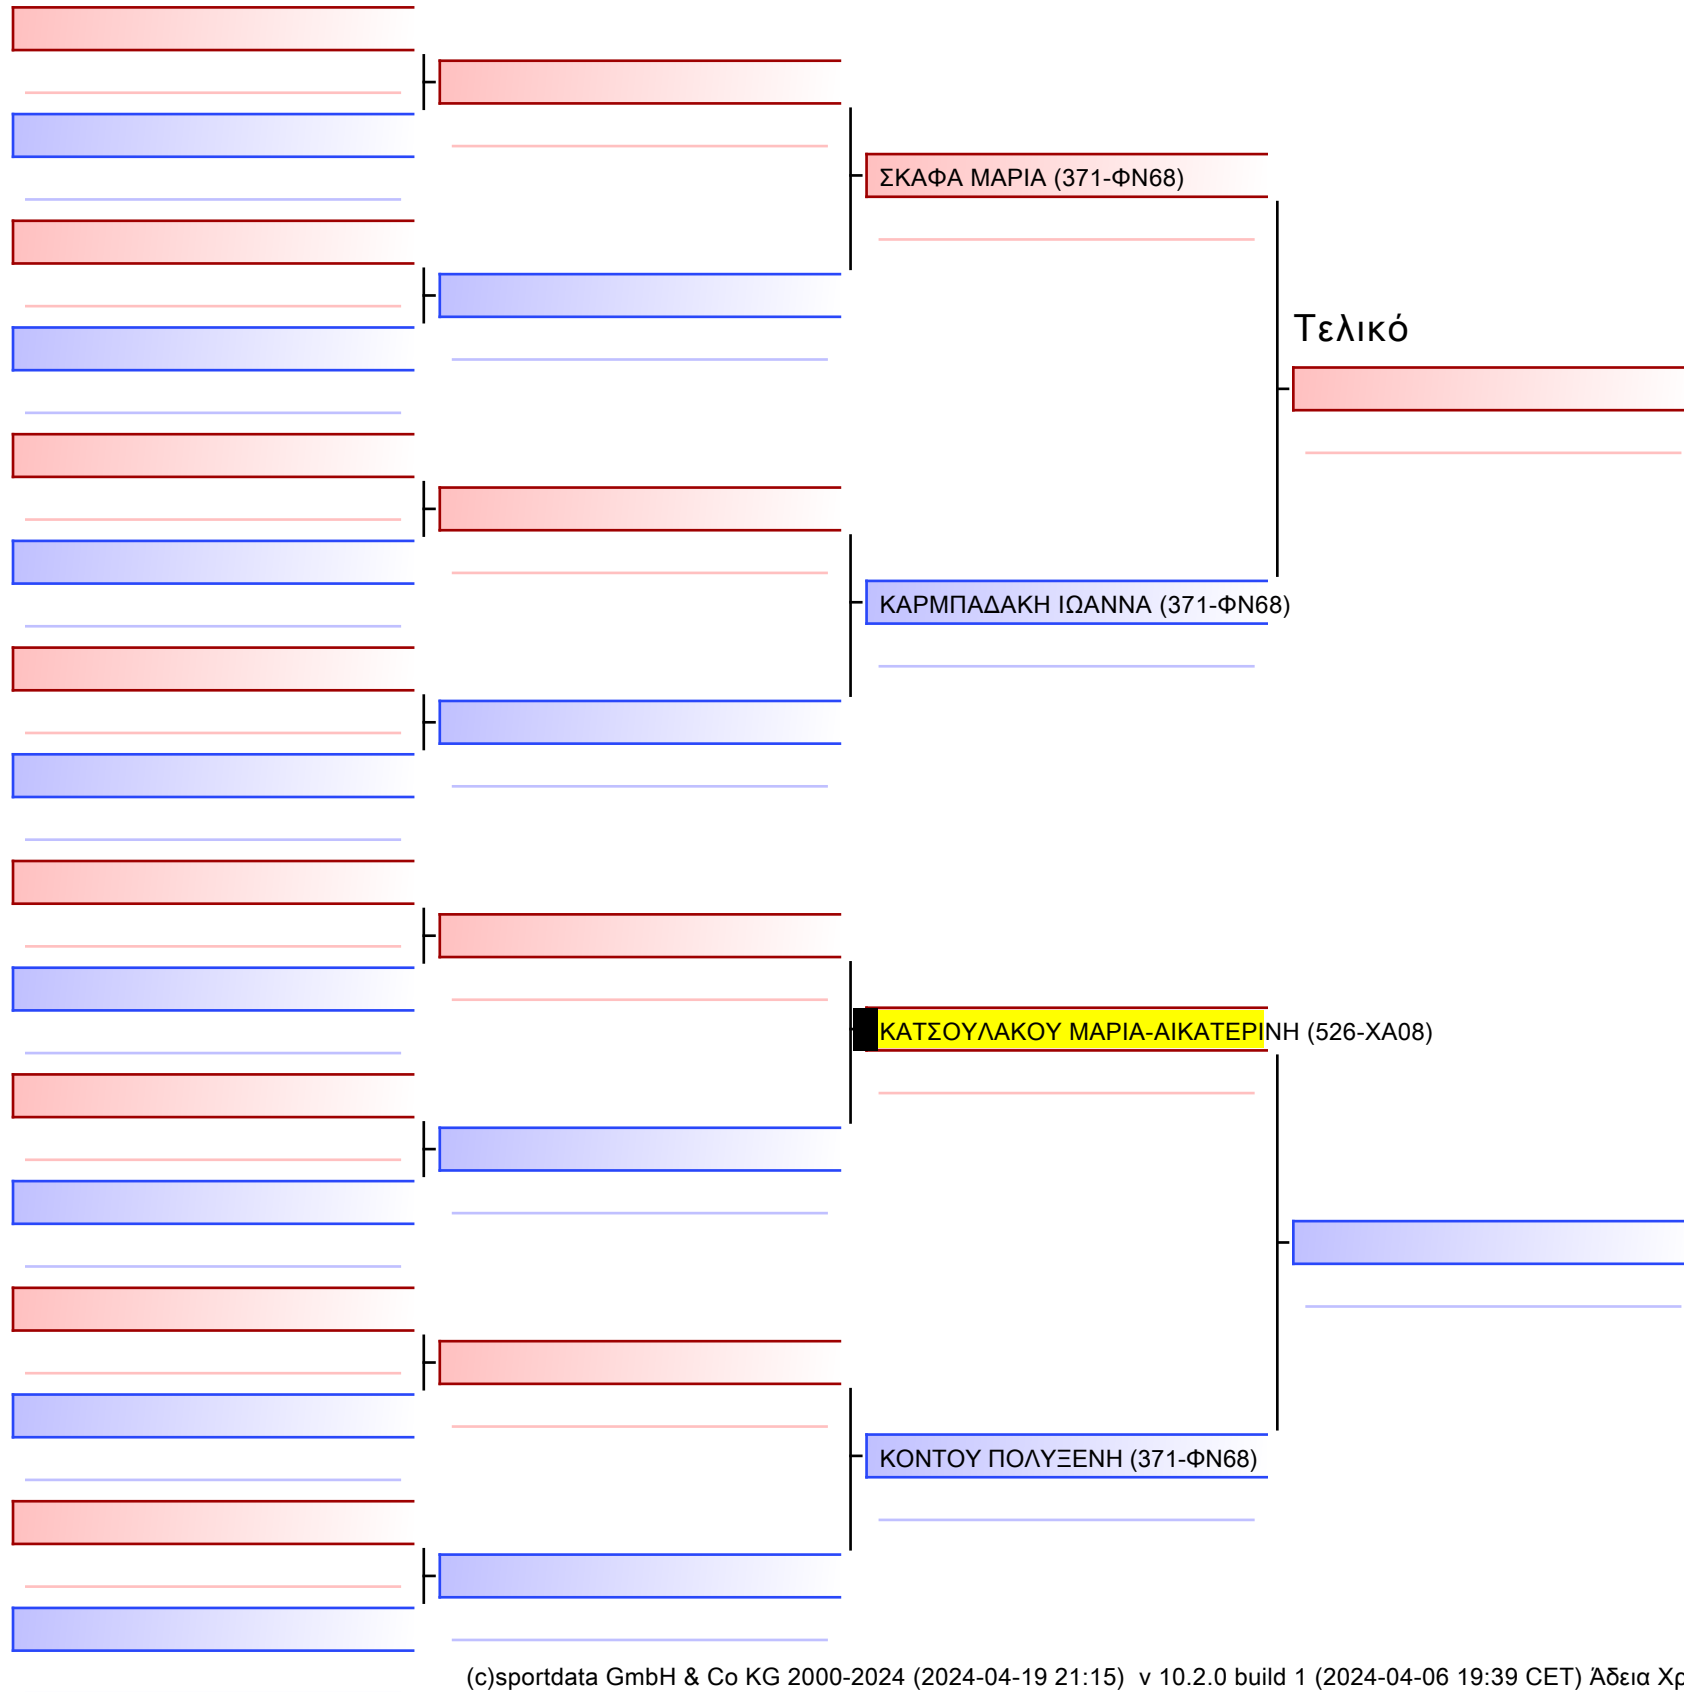 ΣΚΑΦΑ ΜΑΡΙΑ (371-ΦΝ68)
Τελικό
ΚΑΡΜΠΑΔΑΚΗ ΙΩΑΝΝΑ (371-ΦΝ68)
ΚΑΤΣΟΥΛΑΚΟΥ ΜΑΡΙΑ-ΑΙΚΑΤΕΡΙΝΗ (526-ΧΑ08)
ΚΟΝΤΟΥ ΠΟΛΥΞΕΝΗ (371-ΦΝ68)
(c)sportdata GmbH & Co KG 2000-2024 (2024-04-19 21:15) v 10.2.0 build 1 (2024-04-06 19:39 CET) Άδεια